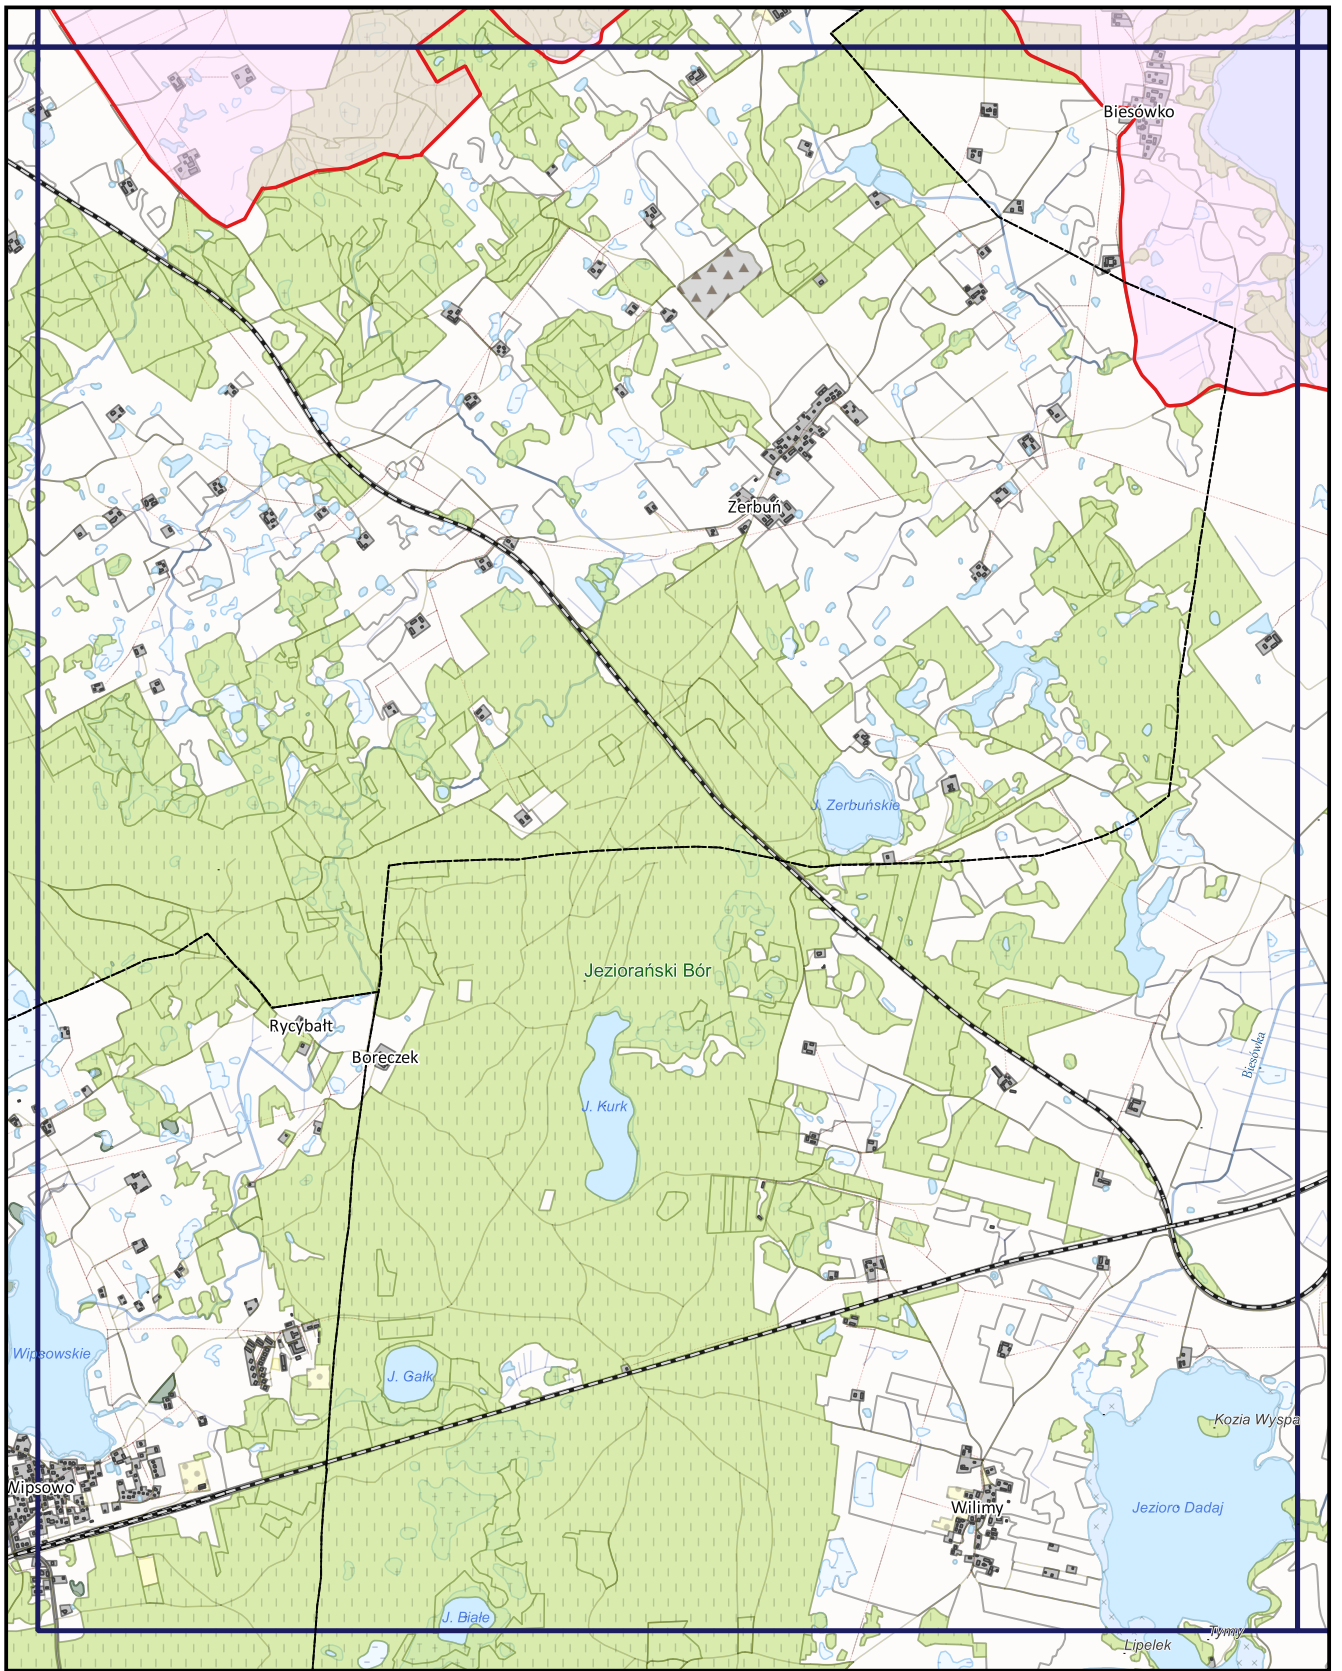 Biesówko
Zerbuń
J. Zerbuńskie
Jeziorański Bór
Rycybałt
Boreczek
Biesówka
J. Kurk
Wipsowskie
J. Gałk
Kozia Wyspa
Wipsowo
Jezioro Dadaj
Wilimy
J. Białe
Tymy
Lipelek